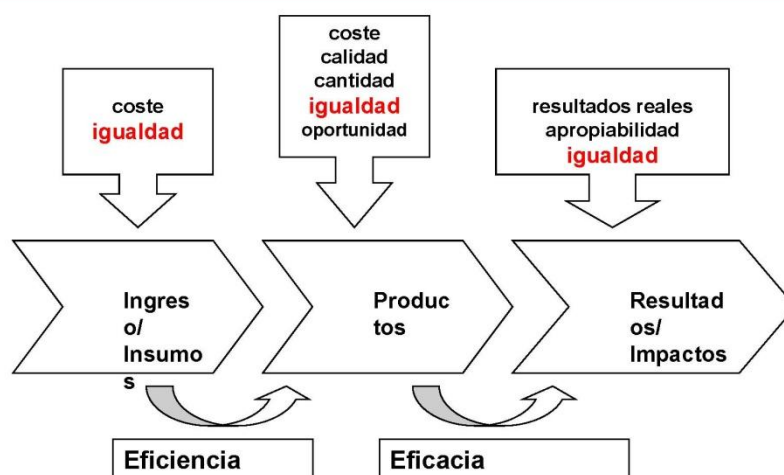 coste
igualdad
coste
calidad
cantidad
igualdad
oportunidad
resultados reales
apropiabilidad
igualdad
Ingres
o/
Insumo
s
Produc
tos
Resultad
os/
Impactos
Eficiencia
Eficacia